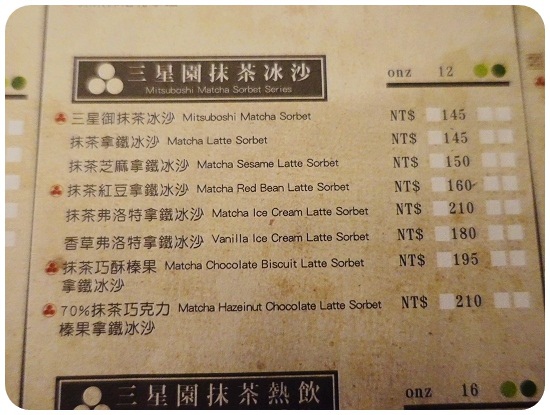 三星園抹茶冰沙 onz 12
Mitsuboshi Matcha Sorbet Series
三星御抹茶冰沙 Mitsuboshi Matcha Sorbet NT$ 145
抹茶拿鐵冰沙 Matcha Latte Sorbet NT$ 145
抹茶芝麻拿鐵冰沙 Matcha Sesame Latte Sorbet NT$ 150
抹茶紅豆拿鐵冰沙 Matcha Red Bean Latte Sorbet NT$ 160
抹茶弗洛特拿鐵冰沙 Matcha Ice Cream Latte Sorbet NT$ 210
香草弗洛特拿鐵冰沙 Vanilla Ice Cream Latte Sorbet NT$ 180
抹茶巧酥榛果 Matcha Chocolate Biscuit Latte Sorbet NT$ 195
拿鐵冰沙
70%抹茶巧克力 Matcha Hazeinut Chocolate Latte Sorbet NT$ 210
榛果拿鐵冰沙
三星園抹茶熱飲 onz 16